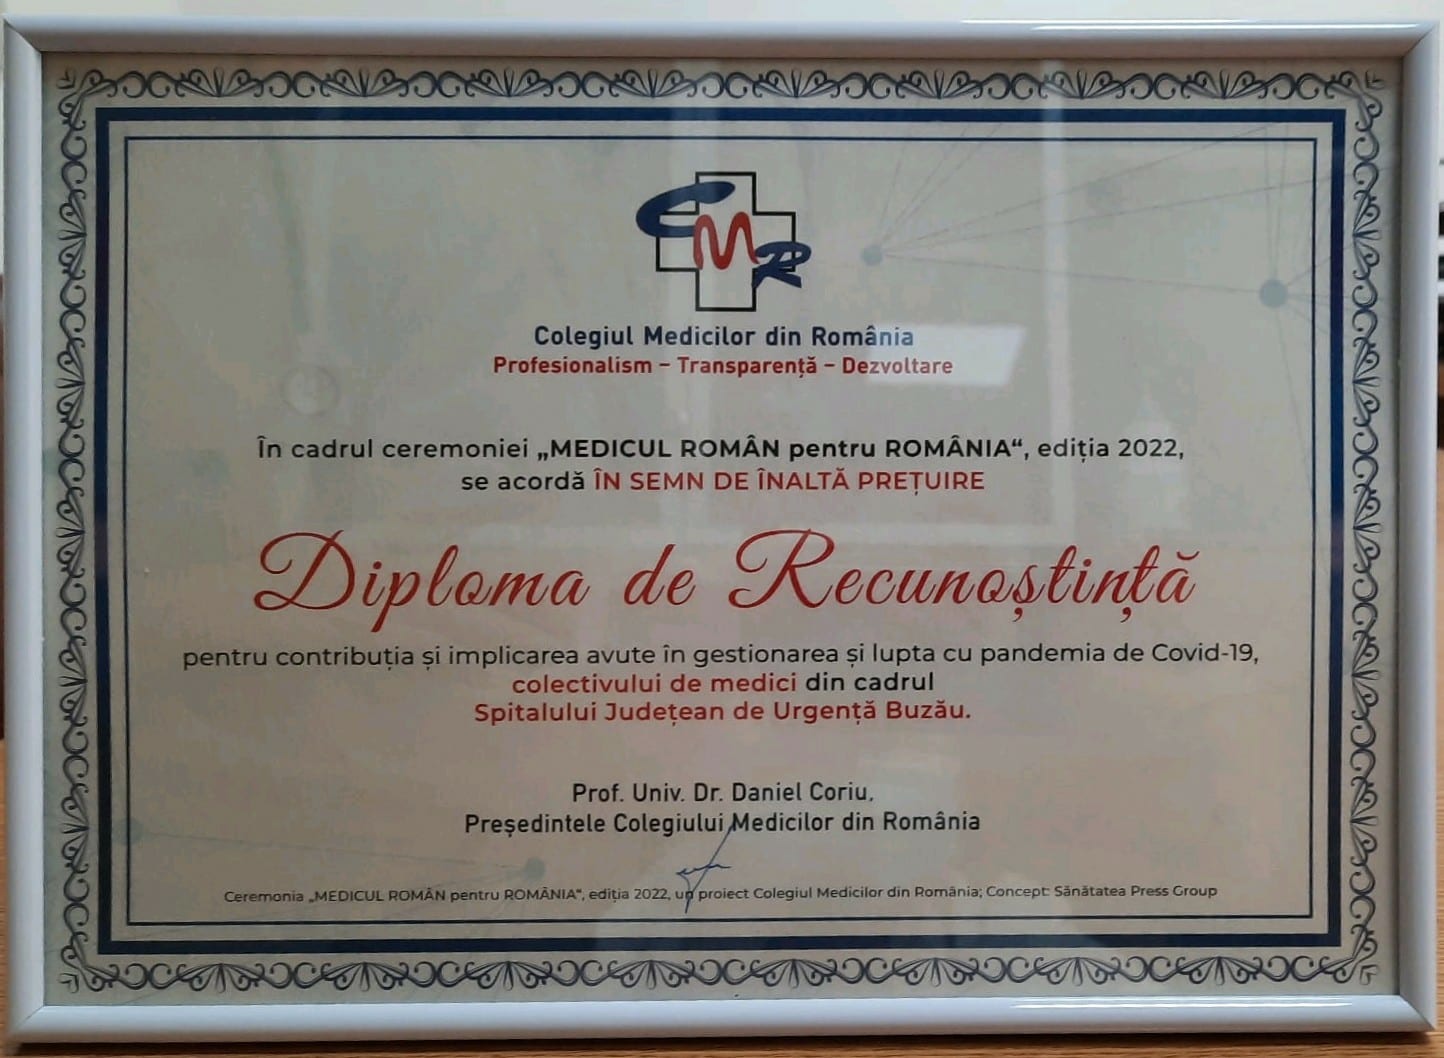 CMR
Colegiul Medicilor din România
Profesionalism – Transparență – Dezvoltare
În cadrul ceremoniei „MEDICUL ROMÂN pentru ROMÂNIA“, ediția 2022,
se acordă ÎN SEMN DE ÎNALTĂ PREȚUIRE
Diploma de Recunoștință
pentru contribuția și implicarea avute în gestionarea și lupta cu pandemia de Covid-19,
colectivului de medici din cadrul
Spitalului Județean de Urgență Buzău.
Prof. Univ. Dr. Daniel Coriu,
Președintele Colegiului Medicilor din România
Ceremonia „MEDICUL ROMÂN pentru ROMÂNIA“, ediția 2022, un proiect Colegiul Medicilor din România; Concept: Sănătatea Press Group